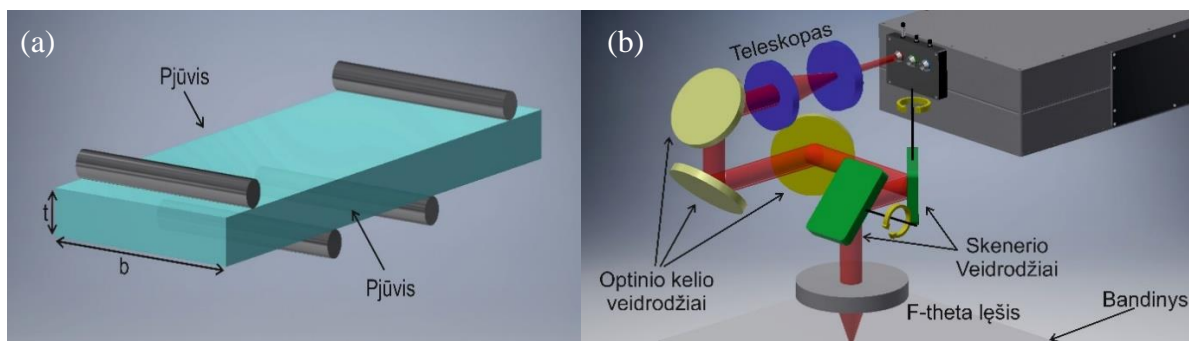 (a)
Pjūvis
t
b
Pjūvis
(b)
Teleskopas
Optinio kelio
veidrodžiai
Skenerio
Veidrodžiai
F-theta lęšis
Bandinys